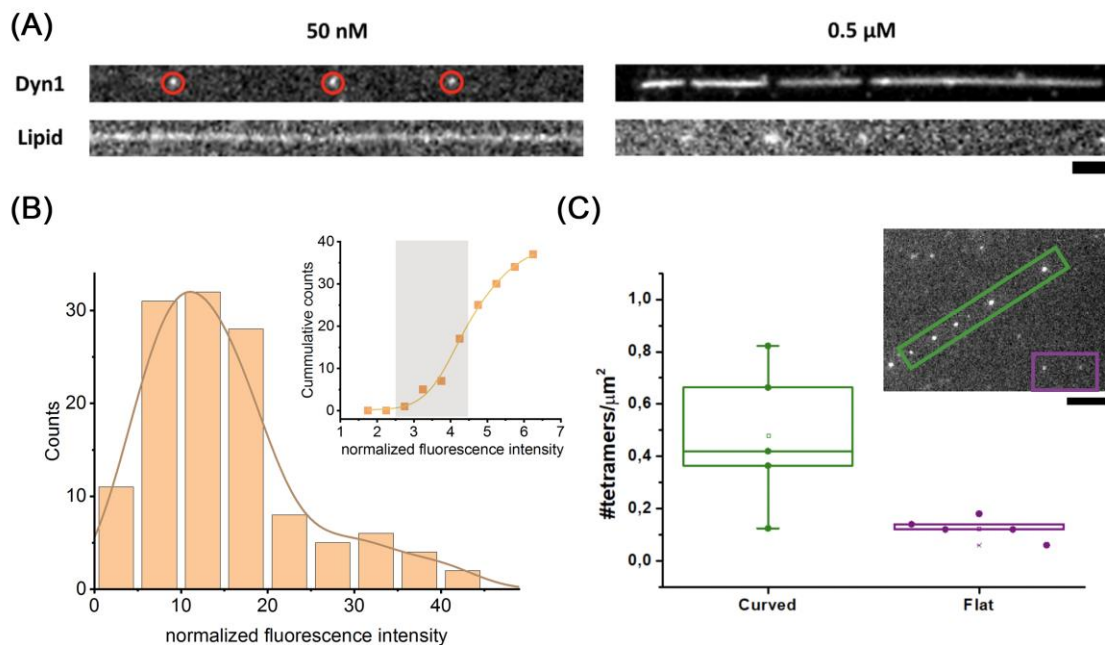 (A)
50 nM
0.5 µM
Dyn1
Lipid
(B)
Counts
30
20
10
0
0
10
20
30
40
normalized fluorescence intensity
Cummulative counts
40
30
20
10
0
1
2
3
4
5
6
7
normalized fluorescence intensity
(C)
#tetramers/µm²
1,0
0,8
0,6
0,4
0,2
0,0
Curved
Flat